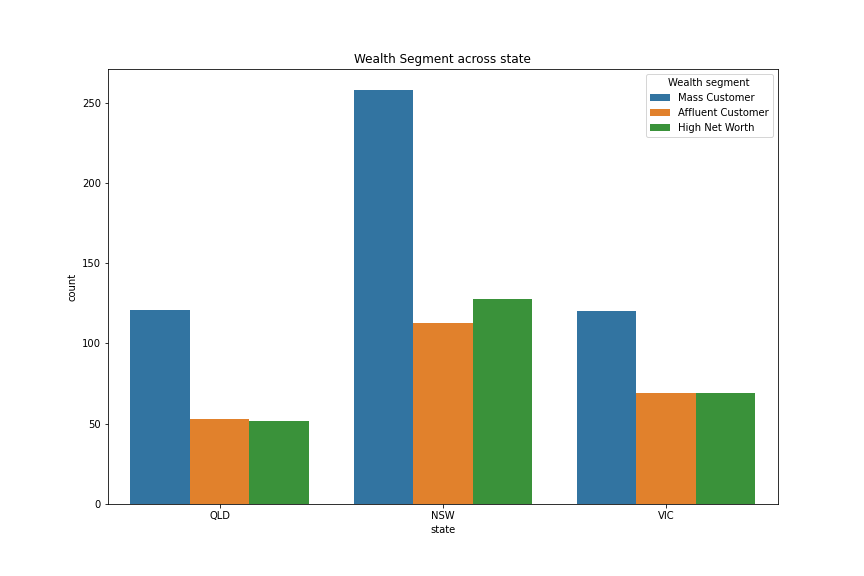 Wealth Segment across state
Wealth segment
Mass Customer
Affluent Customer
High Net Worth
250
200
150
100
50
0
count
QLD NSW VIC
state